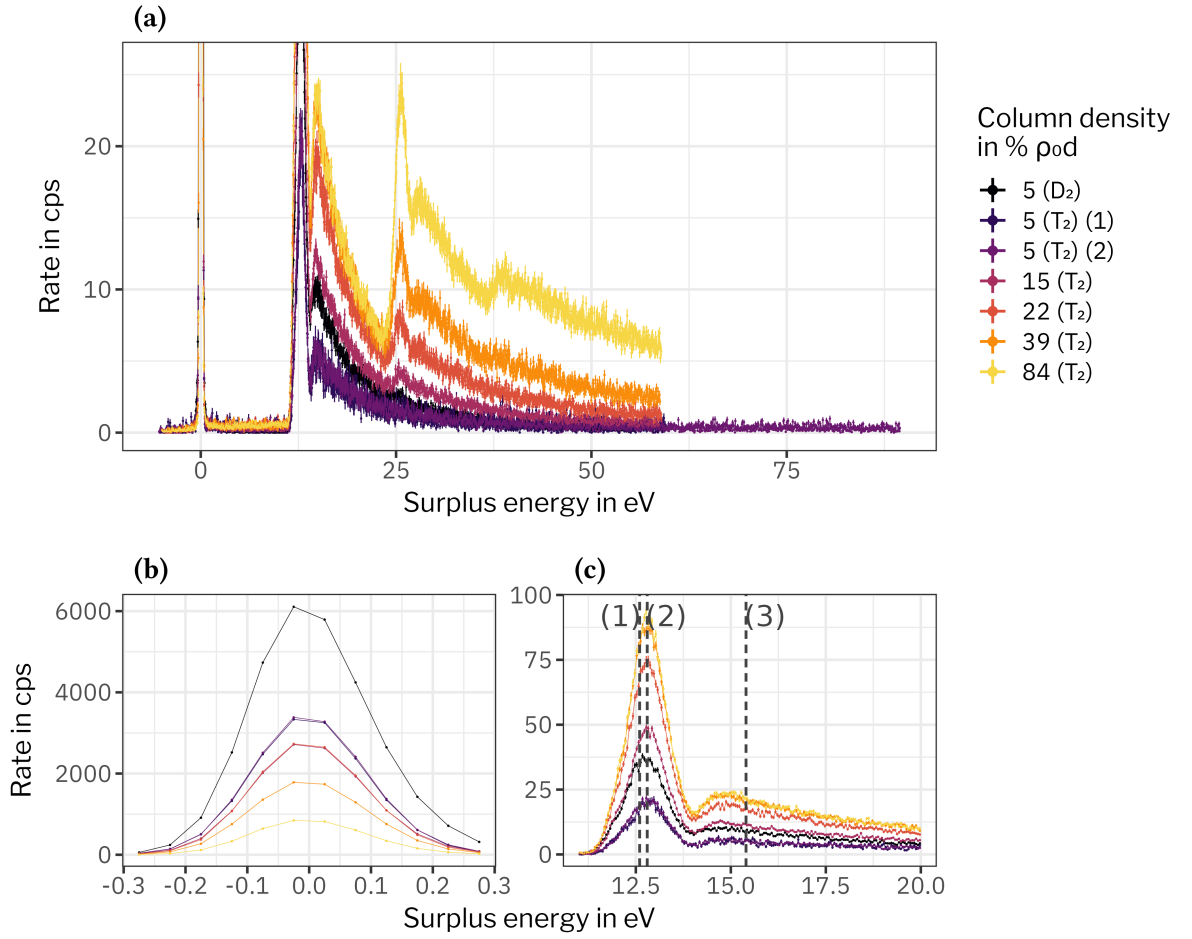 (a)
20
10
0
Rate in cps
0
25
50
75
Surplus energy in eV
Column density
in % ρ₀d
5 (D₂)
5 (T₂) (1)
5 (T₂) (2)
15 (T₂)
22 (T₂)
39 (T₂)
84 (T₂)
(b)
6000
4000
2000
0
Rate in cps
-0.3
-0.2
-0.1
0.0
0.1
0.2
0.3
(c)
100
75
50
25
0
(1)
(2)
(3)
12.5
15.0
17.5
20.0
Surplus energy in eV